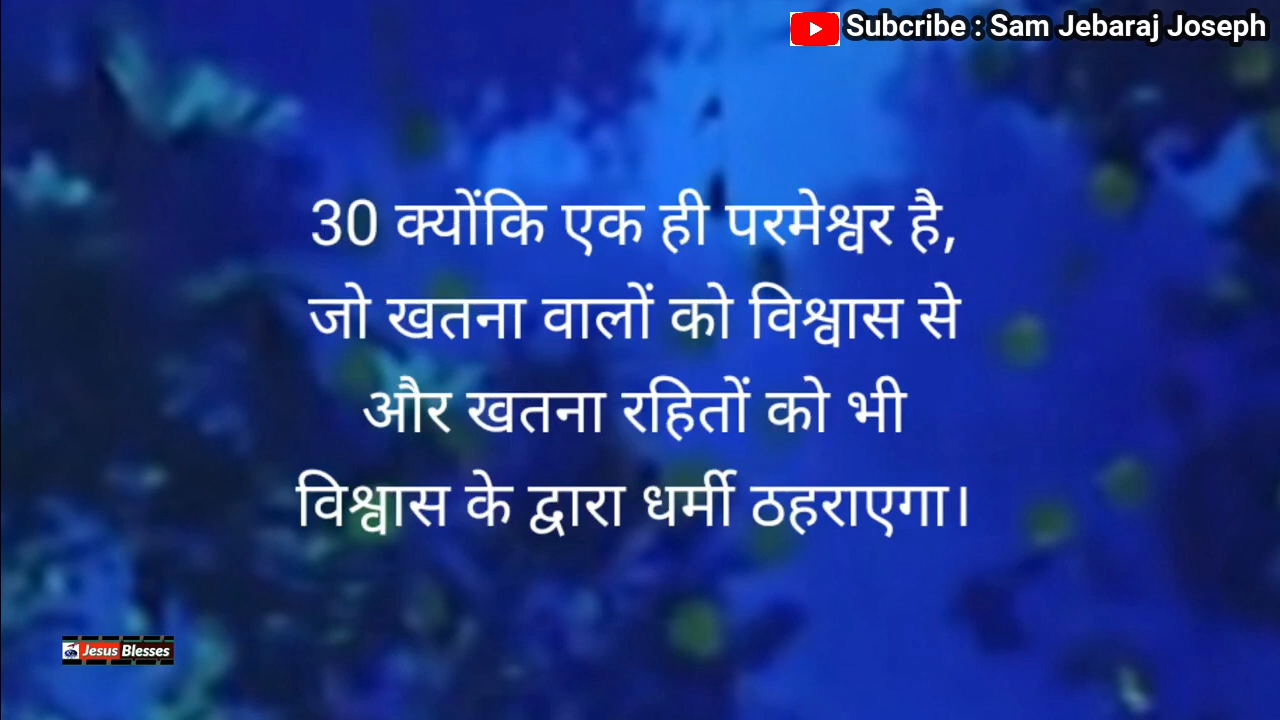 Subcribe : Sam Jebaraj Joseph
30 क्योंकि एक ही परमेश्वर है,
जो खतना वालों को विश्वास से
और खतना रहितों को भी
विश्वास के द्वारा धर्मी ठहराएगा।
Jesus Blesses